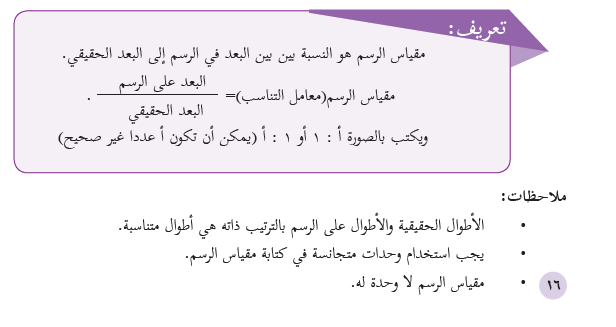 تعريف:
مقياس الرسم هو النسبة بين بين البعد في الرسم إلى البعد الحقيقي.
مقياس الرسم(معامل التناسب)= البعد على الرسم / البعد الحقيقي .
ويكتب بالصورة أ : ١ أو ١ : أ (يمكن أن تكون أ عددا غير صحيح)
ملاحظات:
• الأطوال الحقيقية والأطوال على الرسم بالترتيب ذاته هي أطوال متناسبة.
• يجب استخدام وحدات متجانسة في كتابة مقياس الرسم.
• مقياس الرسم لا وحدة له.
١٦